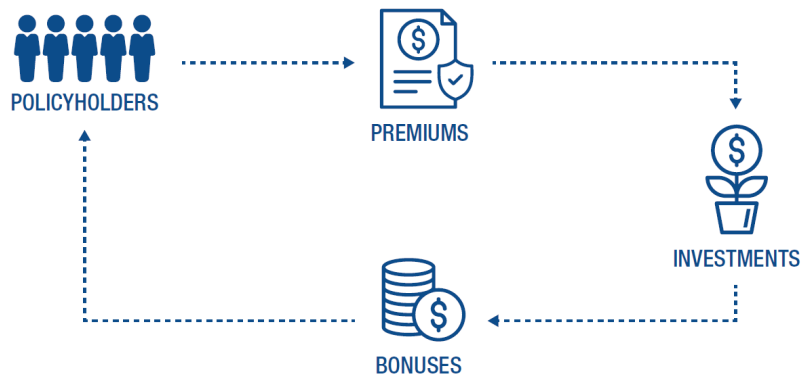 POLICYHOLDERS
$
PREMIUMS
$
INVESTMENTS
$
BONUSES